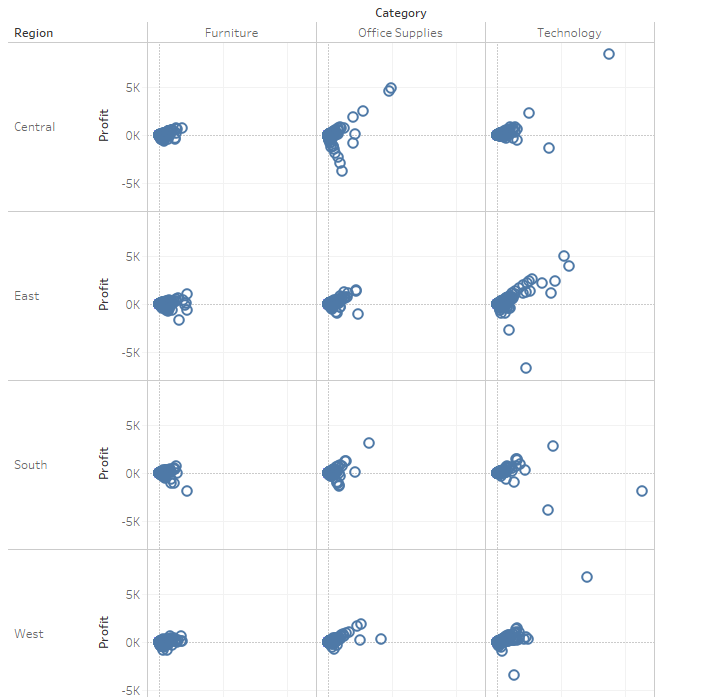 Category
Region Furniture Office Supplies Technology
Central Profit 5K 0K -5K
East Profit 5K 0K -5K
South Profit 5K 0K -5K
West Profit 5K 0K -5K